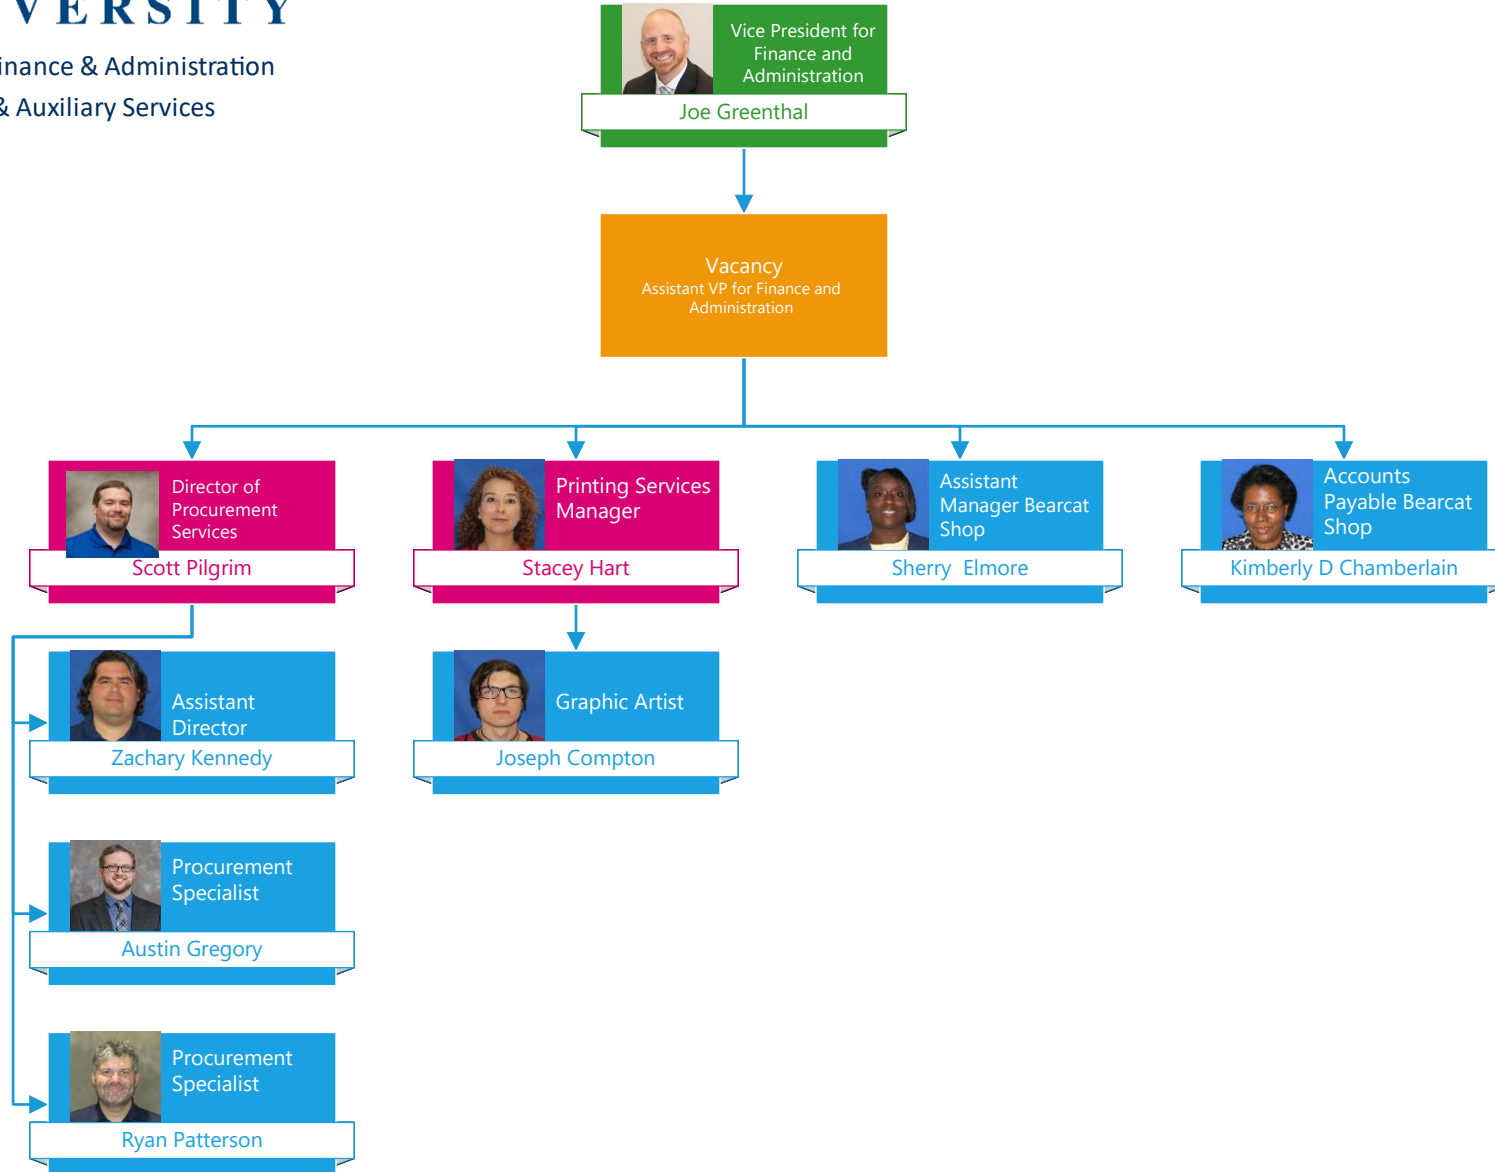 VERSITY
inance & Administration
& Auxiliary Services
Vice President for
Finance and
Administration
Joe Greenthal
Vacancy
Assistant VP for Finance and
Administration
Director of
Procurement
Services
Scott Pilgrim
Printing Services
Manager
Stacey Hart
Assistant
Manager Bearcat
Shop
Sherry Elmore
Accounts
Payable Bearcat
Shop
Kimberly D Chamberlain
Assistant
Director
Zachary Kennedy
Graphic Artist
Joseph Compton
Procurement
Specialist
Austin Gregory
Procurement
Specialist
Ryan Patterson